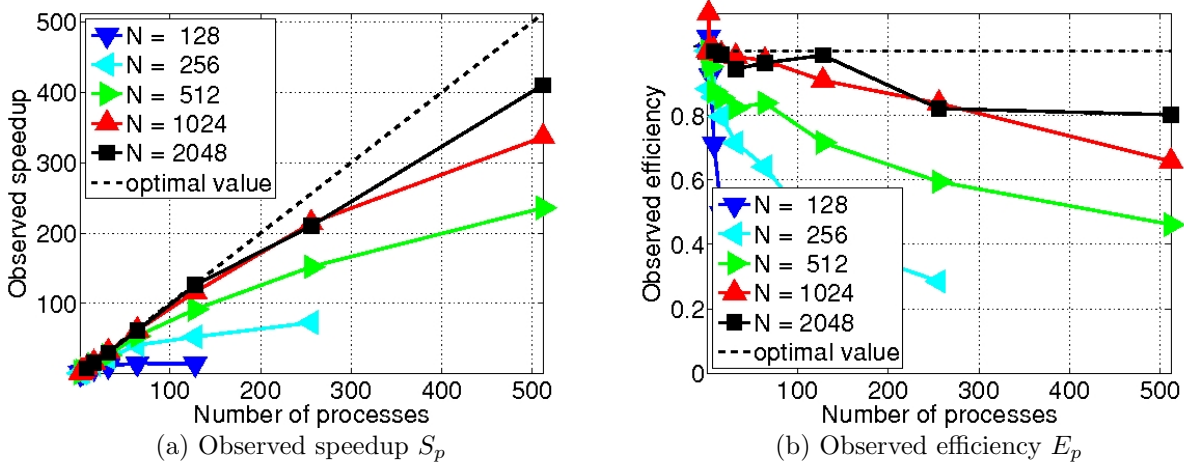 500
400
300
200
100
100 200 300 400 500
Observed speedup
Number of processes
N = 128
N = 256
N = 512
N = 1024
N = 2048
optimal value
(a) Observed speedup Sₚ
1
0.8
0.6
0.4
0.2
0
100 200 300 400 500
Observed efficiency
Number of processes
N = 128
N = 256
N = 512
N = 1024
N = 2048
optimal value
(b) Observed efficiency Eₚ